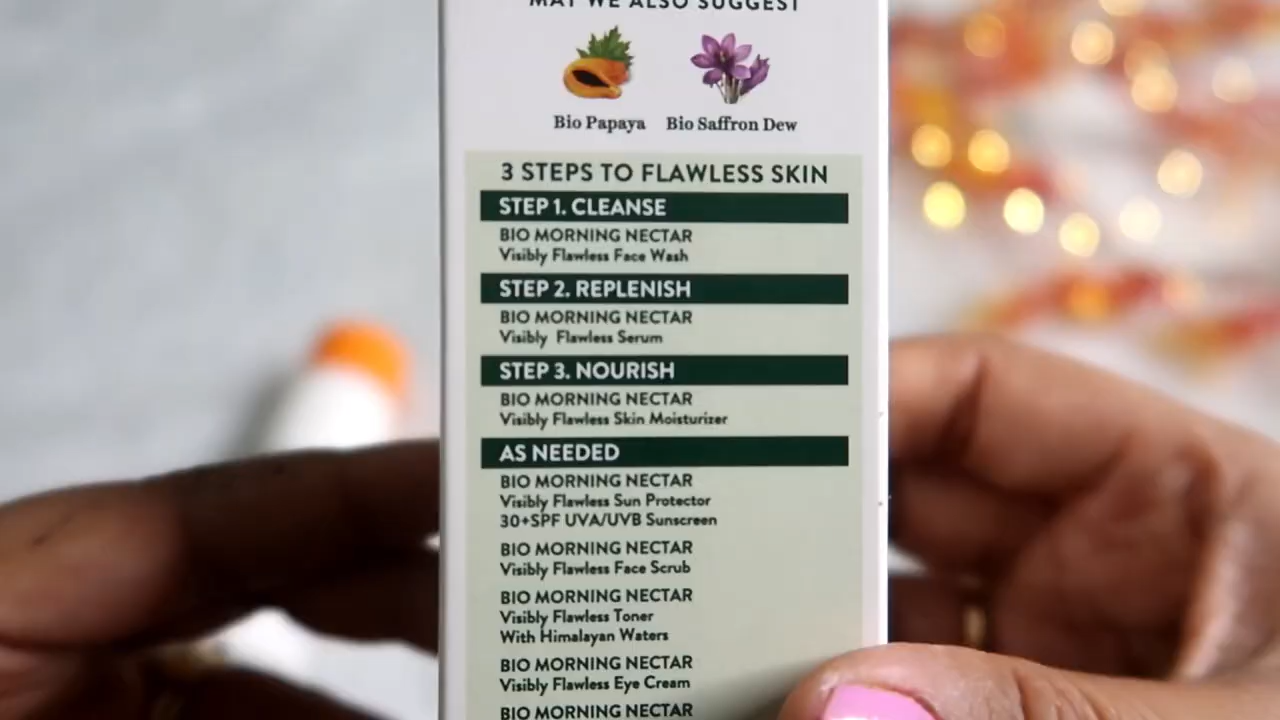 MAY WE ALSO SUGGEST
Bio Papaya Bio Saffron Dew
3 STEPS TO FLAWLESS SKIN
STEP 1. CLEANSE
BIO MORNING NECTAR
Visibly Flawless Face Wash
STEP 2. REPLENISH
BIO MORNING NECTAR
Visibly Flawless Serum
STEP 3. NOURISH
BIO MORNING NECTAR
Visibly Flawless Skin Moisturizer
AS NEEDED
BIO MORNING NECTAR
Visibly Flawless Sun Protector
30+SPF UVA/UVB Sunscreen
BIO MORNING NECTAR
Visibly Flawless Face Scrub
BIO MORNING NECTAR
Visibly Flawless Toner
With Himalayan Waters
BIO MORNING NECTAR
Visibly Flawless Eye Cream
BIO MORNING NECTAR